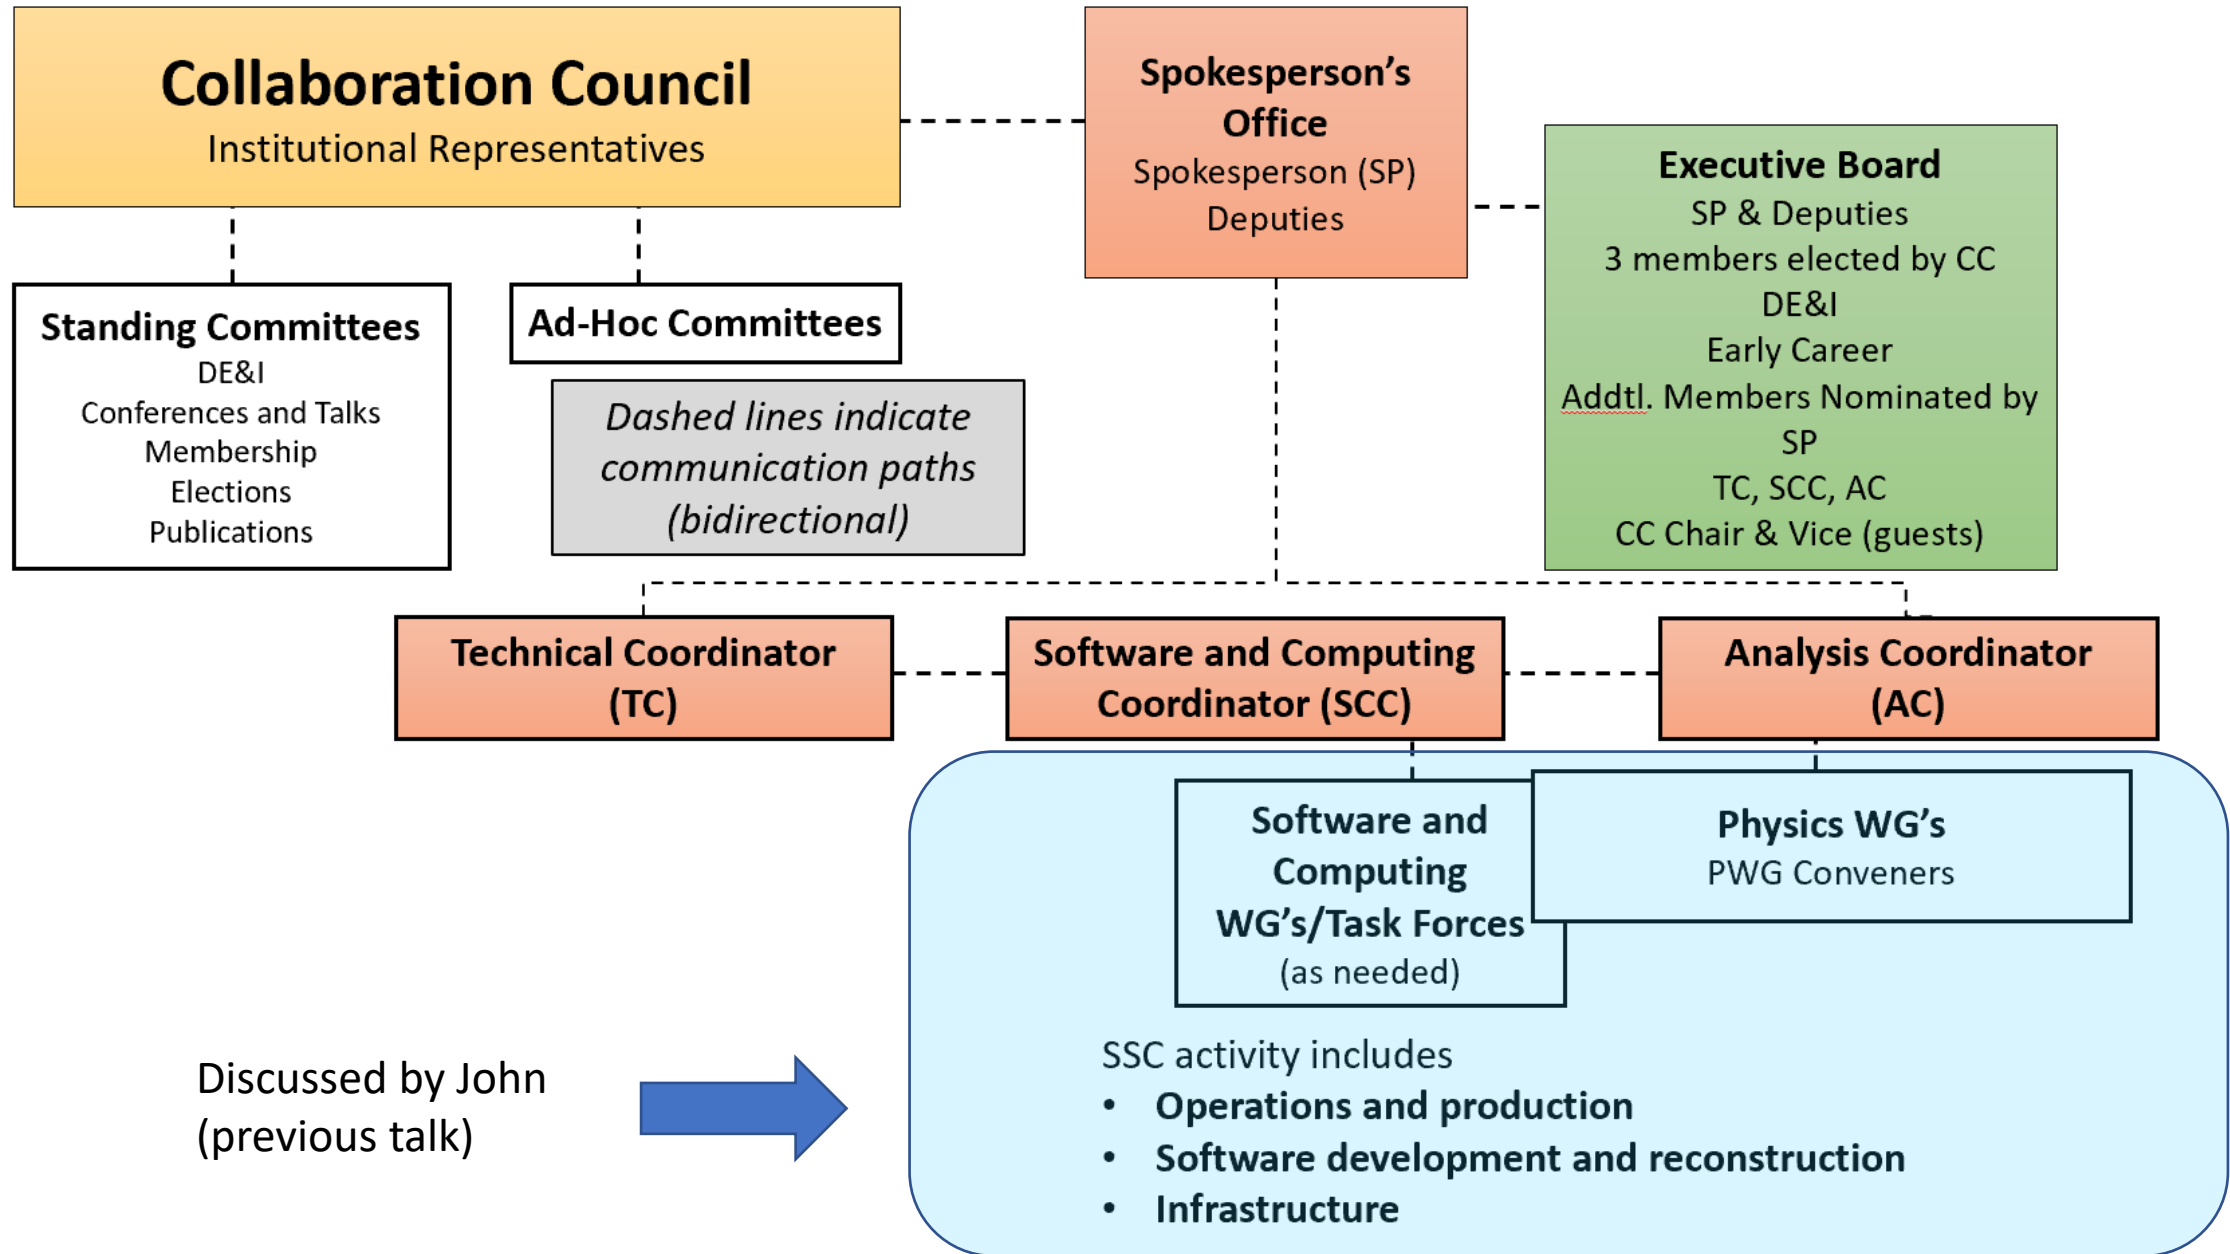 Collaboration Council
Institutional Representatives
Spokesperson’s
Office
Spokesperson (SP)
Deputies
Executive Board
SP & Deputies
3 members elected by CC
DE&I
Early Career
Addtl. Members Nominated by
SP
TC, SCC, AC
CC Chair & Vice (guests)
Standing Committees
DE&I
Conferences and Talks
Membership
Elections
Publications
Ad-Hoc Committees
Dashed lines indicate
communication paths
(bidirectional)
Technical Coordinator
(TC)
Software and Computing
Coordinator (SCC)
Analysis Coordinator
(AC)
Software and
Computing
WG’s/Task Forces
(as needed)
Physics WG’s
PWG Conveners
Discussed by John
(previous talk)
SSC activity includes
• Operations and production
• Software development and reconstruction
• Infrastructure